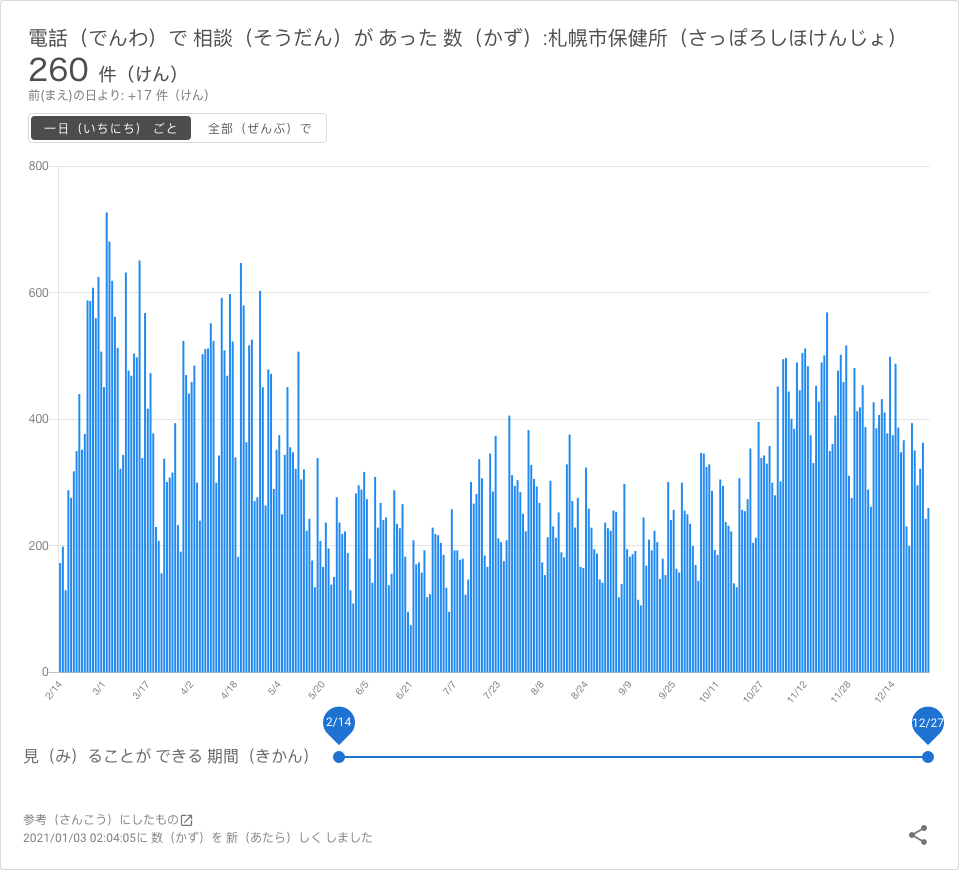 電話（でんわ）で 相談（そうだん）が あった 数（かず）:札幌市保健所（さっぽろしほけんじょ）
260 件（けん）
前(まえ)の日より: +17 件（けん）
一日（いちにち） ごと 全部（ぜんぶ）で
800
600
400
200
0
2/14 3/1 3/17 4/2 4/18 5/4 5/20 6/5 6/21 7/7 7/23 8/8 8/24 9/9 9/25 10/11 10/27 11/12 11/28 12/14
2/14 12/27
見（み）ることが できる 期間（きかん）
参考（さんこう）にしたもの
2021/01/03 02:04:05に 数（かず）を 新（あたら）しく しました